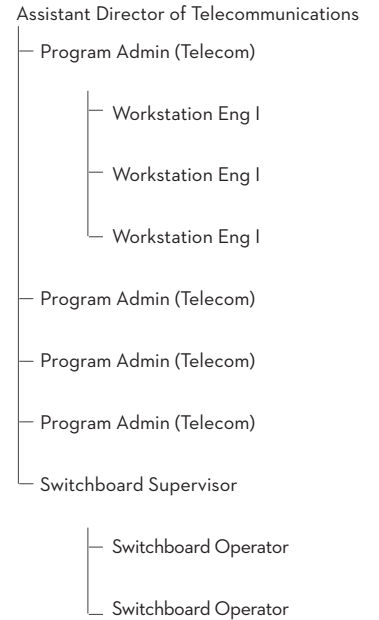 Assistant Director of Telecommunications
Program Admin (Telecom)
Workstation Eng I
Workstation Eng I
Workstation Eng I
Program Admin (Telecom)
Program Admin (Telecom)
Program Admin (Telecom)
Switchboard Supervisor
Switchboard Operator
Switchboard Operator